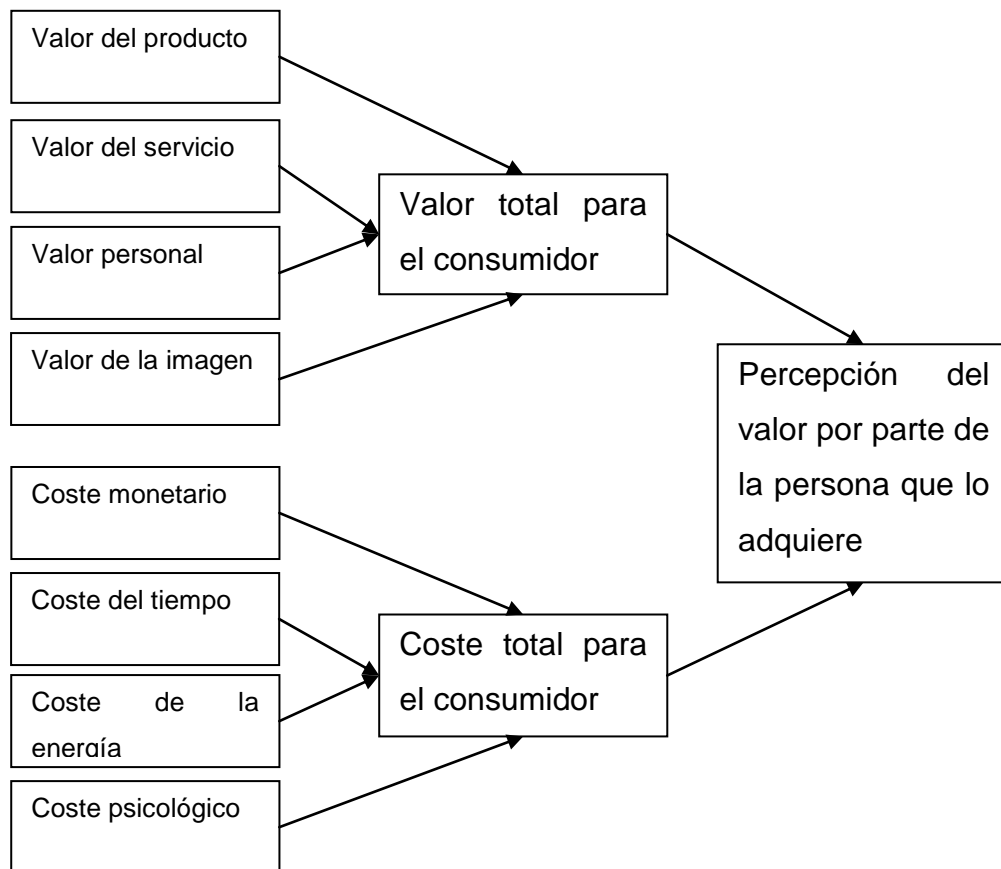 Valor del producto
Valor del servicio
Valor personal
Valor de la imagen
Valor total para
el consumidor
Percepción del
valor por parte de
la persona que lo
adquiere
Coste monetario
Coste del tiempo
Coste de la
energía
Coste psicológico
Coste total para
el consumidor